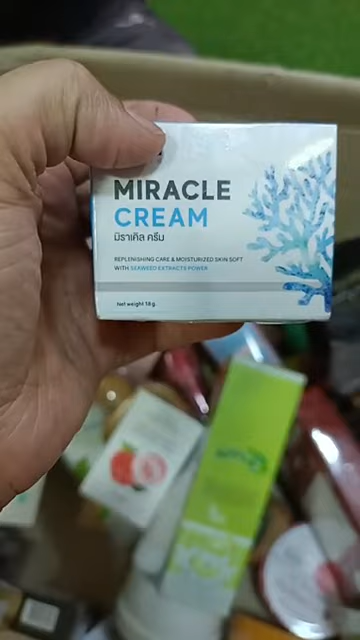 MIRACLE
CREAM
มิราเคิล ครีม
REPLENISHING CARE & MOISTURIZED SKIN SOFT
WITH SEAWEED EXTRACTS POWER
Net weight 18 g.